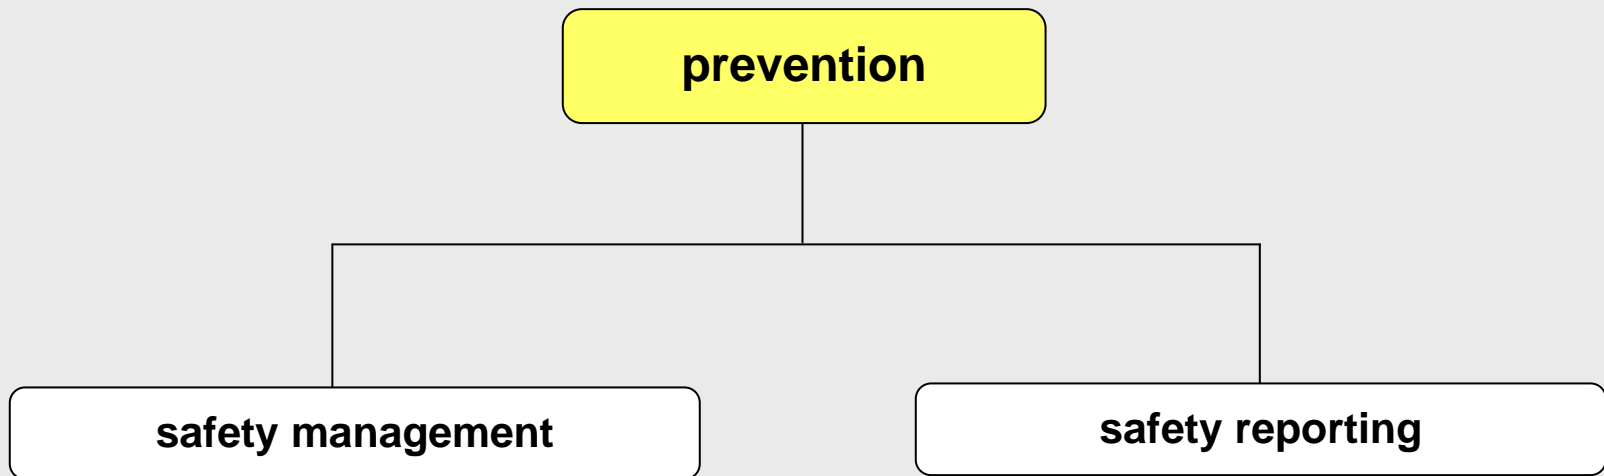 prevention
safety management
safety reporting